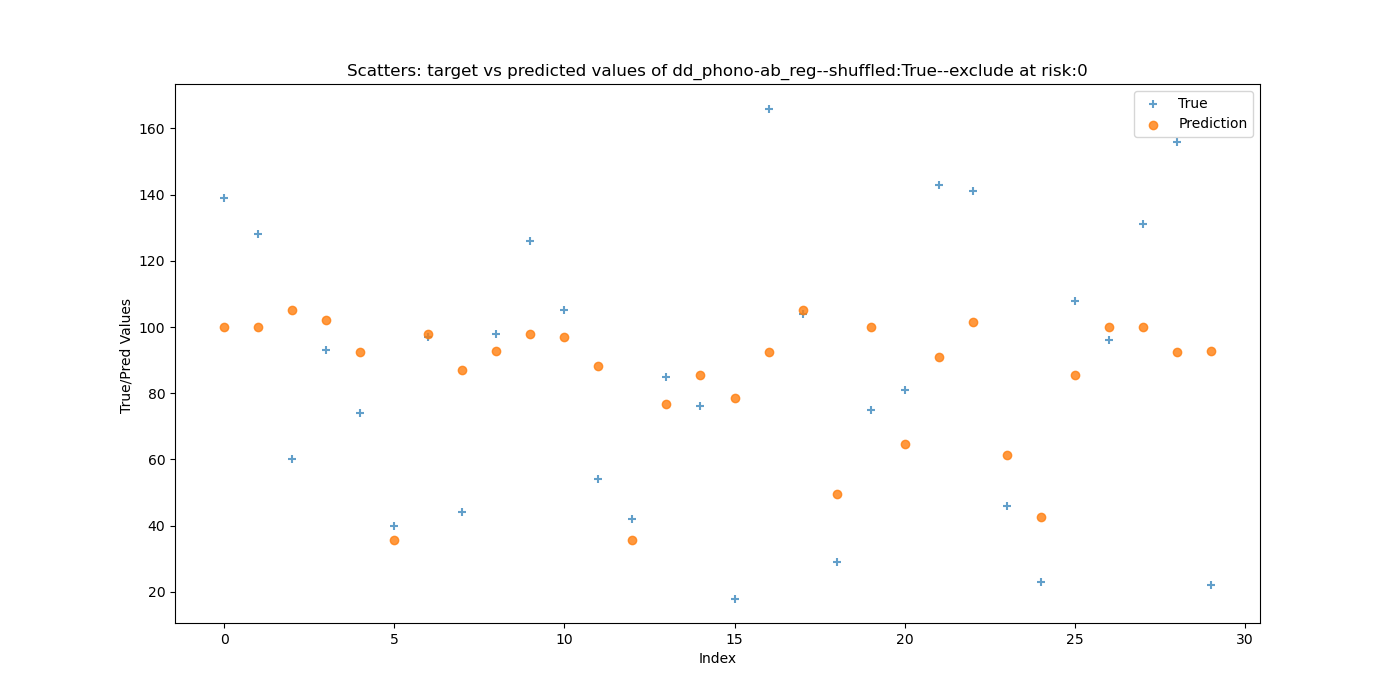 Scatters: target vs predicted values of dd_phono-ab_reg--shuffled:True--exclude at risk:0
True
Prediction
160
140
120
100
80
60
40
20
True/Pred Values
0 5 10 15 20 25 30
Index